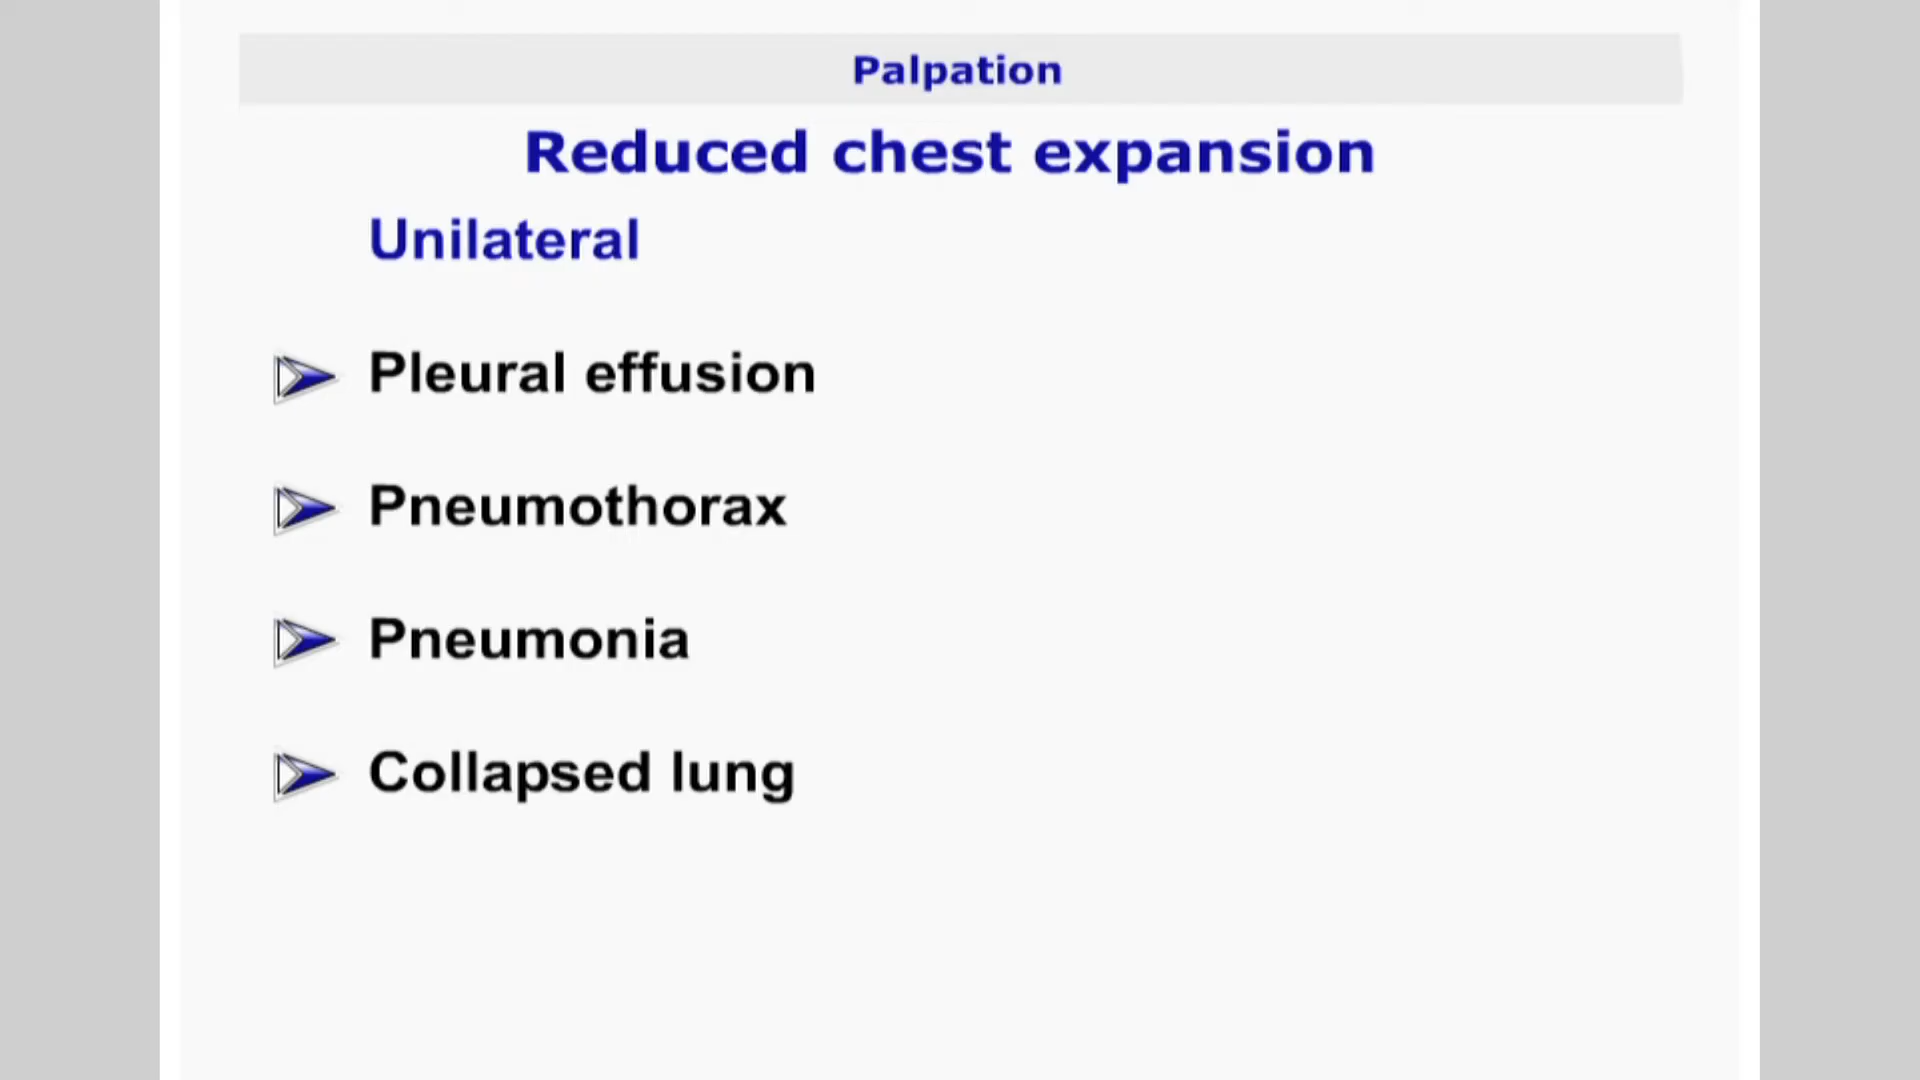 Palpation
Reduced chest expansion
Unilateral
Pleural effusion
Pneumothorax
Pneumonia
Collapsed lung